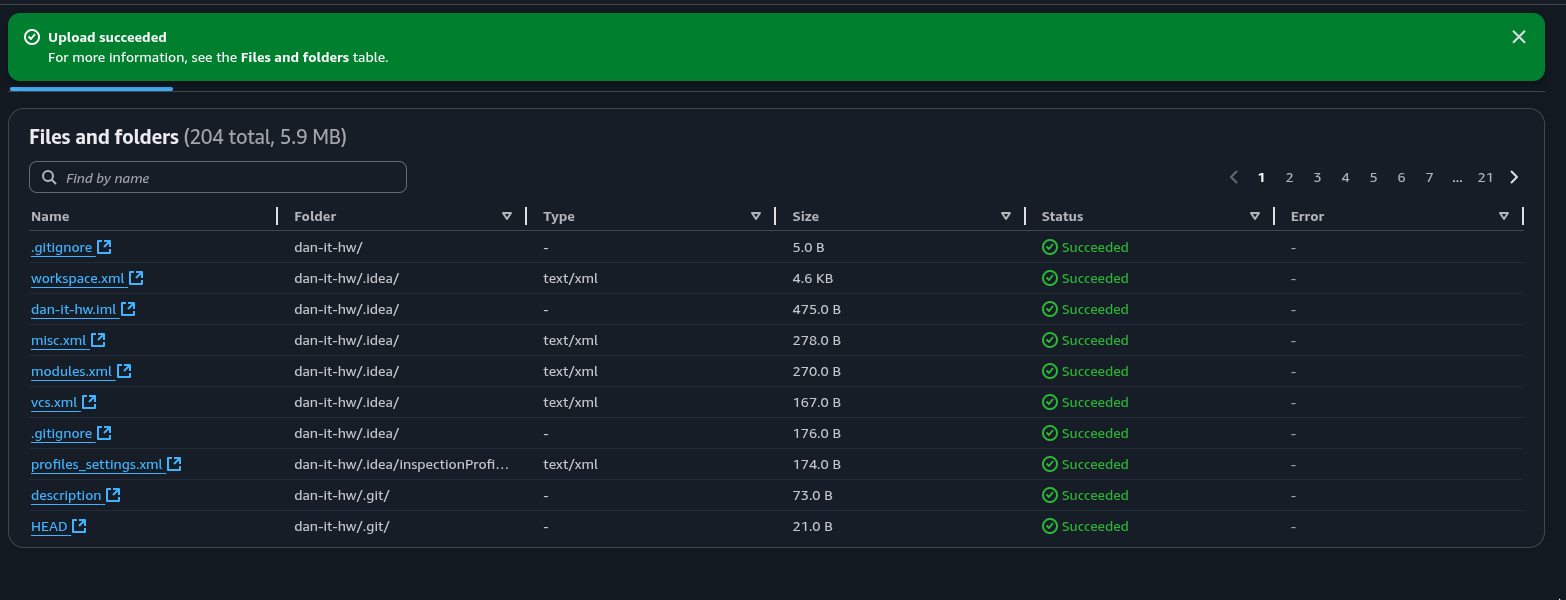 Upload succeeded
For more information, see the Files and folders table.
Files and folders (204 total, 5.9 MB)
Find by name
1 2 3 4 5 6 7 ... 21
Name Folder Type Size Status Error
.gitignore dan-it-hw/ - 5.0 B Succeeded -
workspace.xml dan-it-hw/.idea/ text/xml 4.6 KB Succeeded -
dan-it-hw.iml dan-it-hw/.idea/ - 475.0 B Succeeded -
misc.xml dan-it-hw/.idea/ text/xml 278.0 B Succeeded -
modules.xml dan-it-hw/.idea/ text/xml 270.0 B Succeeded -
vcs.xml dan-it-hw/.idea/ text/xml 167.0 B Succeeded -
.gitignore dan-it-hw/.idea/ - 176.0 B Succeeded -
profiles_settings.xml dan-it-hw/.idea/inspectionProfi... text/xml 174.0 B Succeeded -
description dan-it-hw/.git/ - 73.0 B Succeeded -
HEAD dan-it-hw/.git/ - 21.0 B Succeeded -